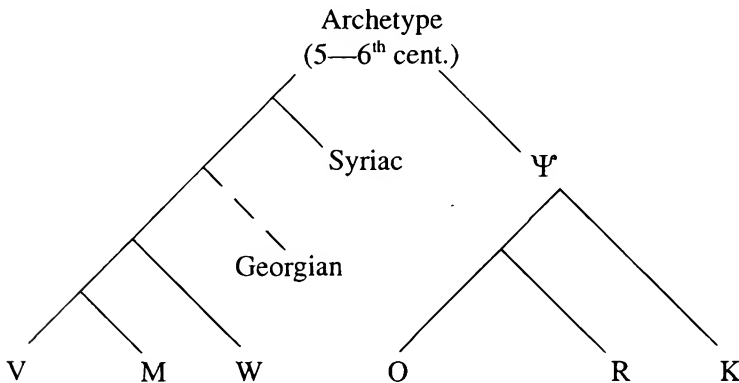 Archetype
(5—6th cent.)
Syriac
Ψ
Georgian
V M W O R K